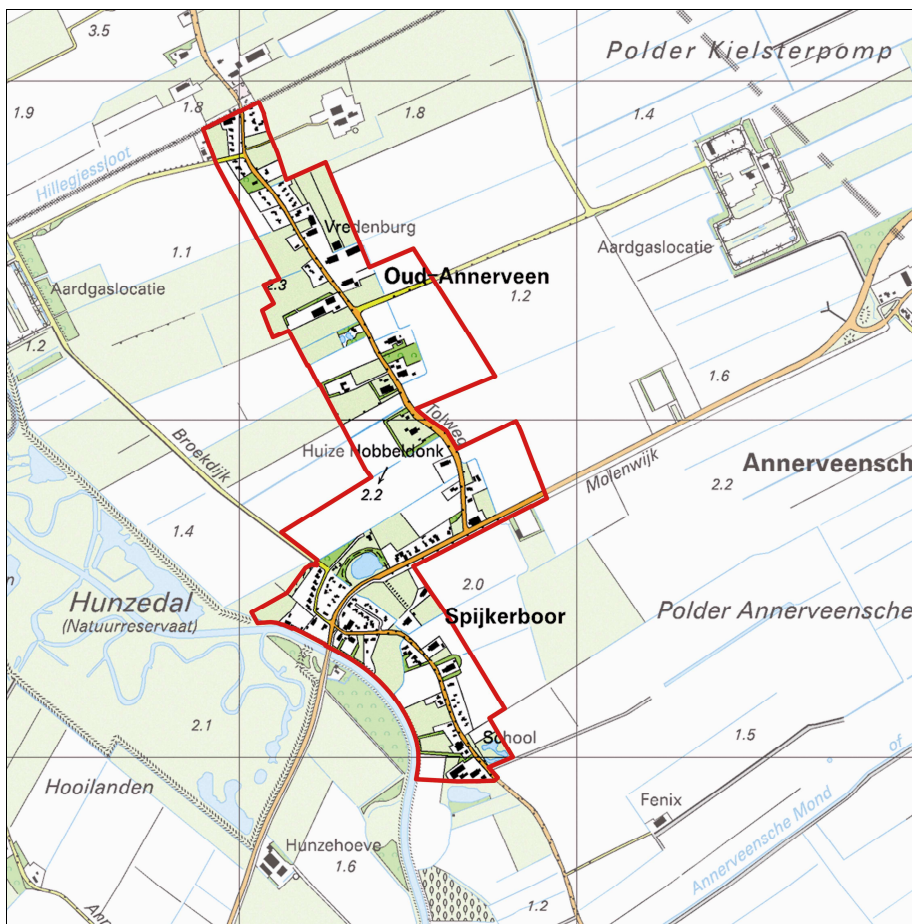 3.5
Polder Kielsterpomp
1.9
1.8
1.8
1.4
Hillegjessloot
Vredenburg
1.1
Aardgaslocatie
Oud-Annerveen
Aardgaslocatie
2.3
1.2
1.2
1.6
Tolweg
Broekdijk
Huize Hobbeldonk
Molenwijk
Annerveensch
2.2
2.2
1.4
2.0
Hunzedal
(Natuurreservaat)
Spijkerboor
Polder Annerveensche
2.1
School
1.5
of
Hooilanden
Fenix
Hunzehoeve
1.6
Annerveensche Mond
1.2